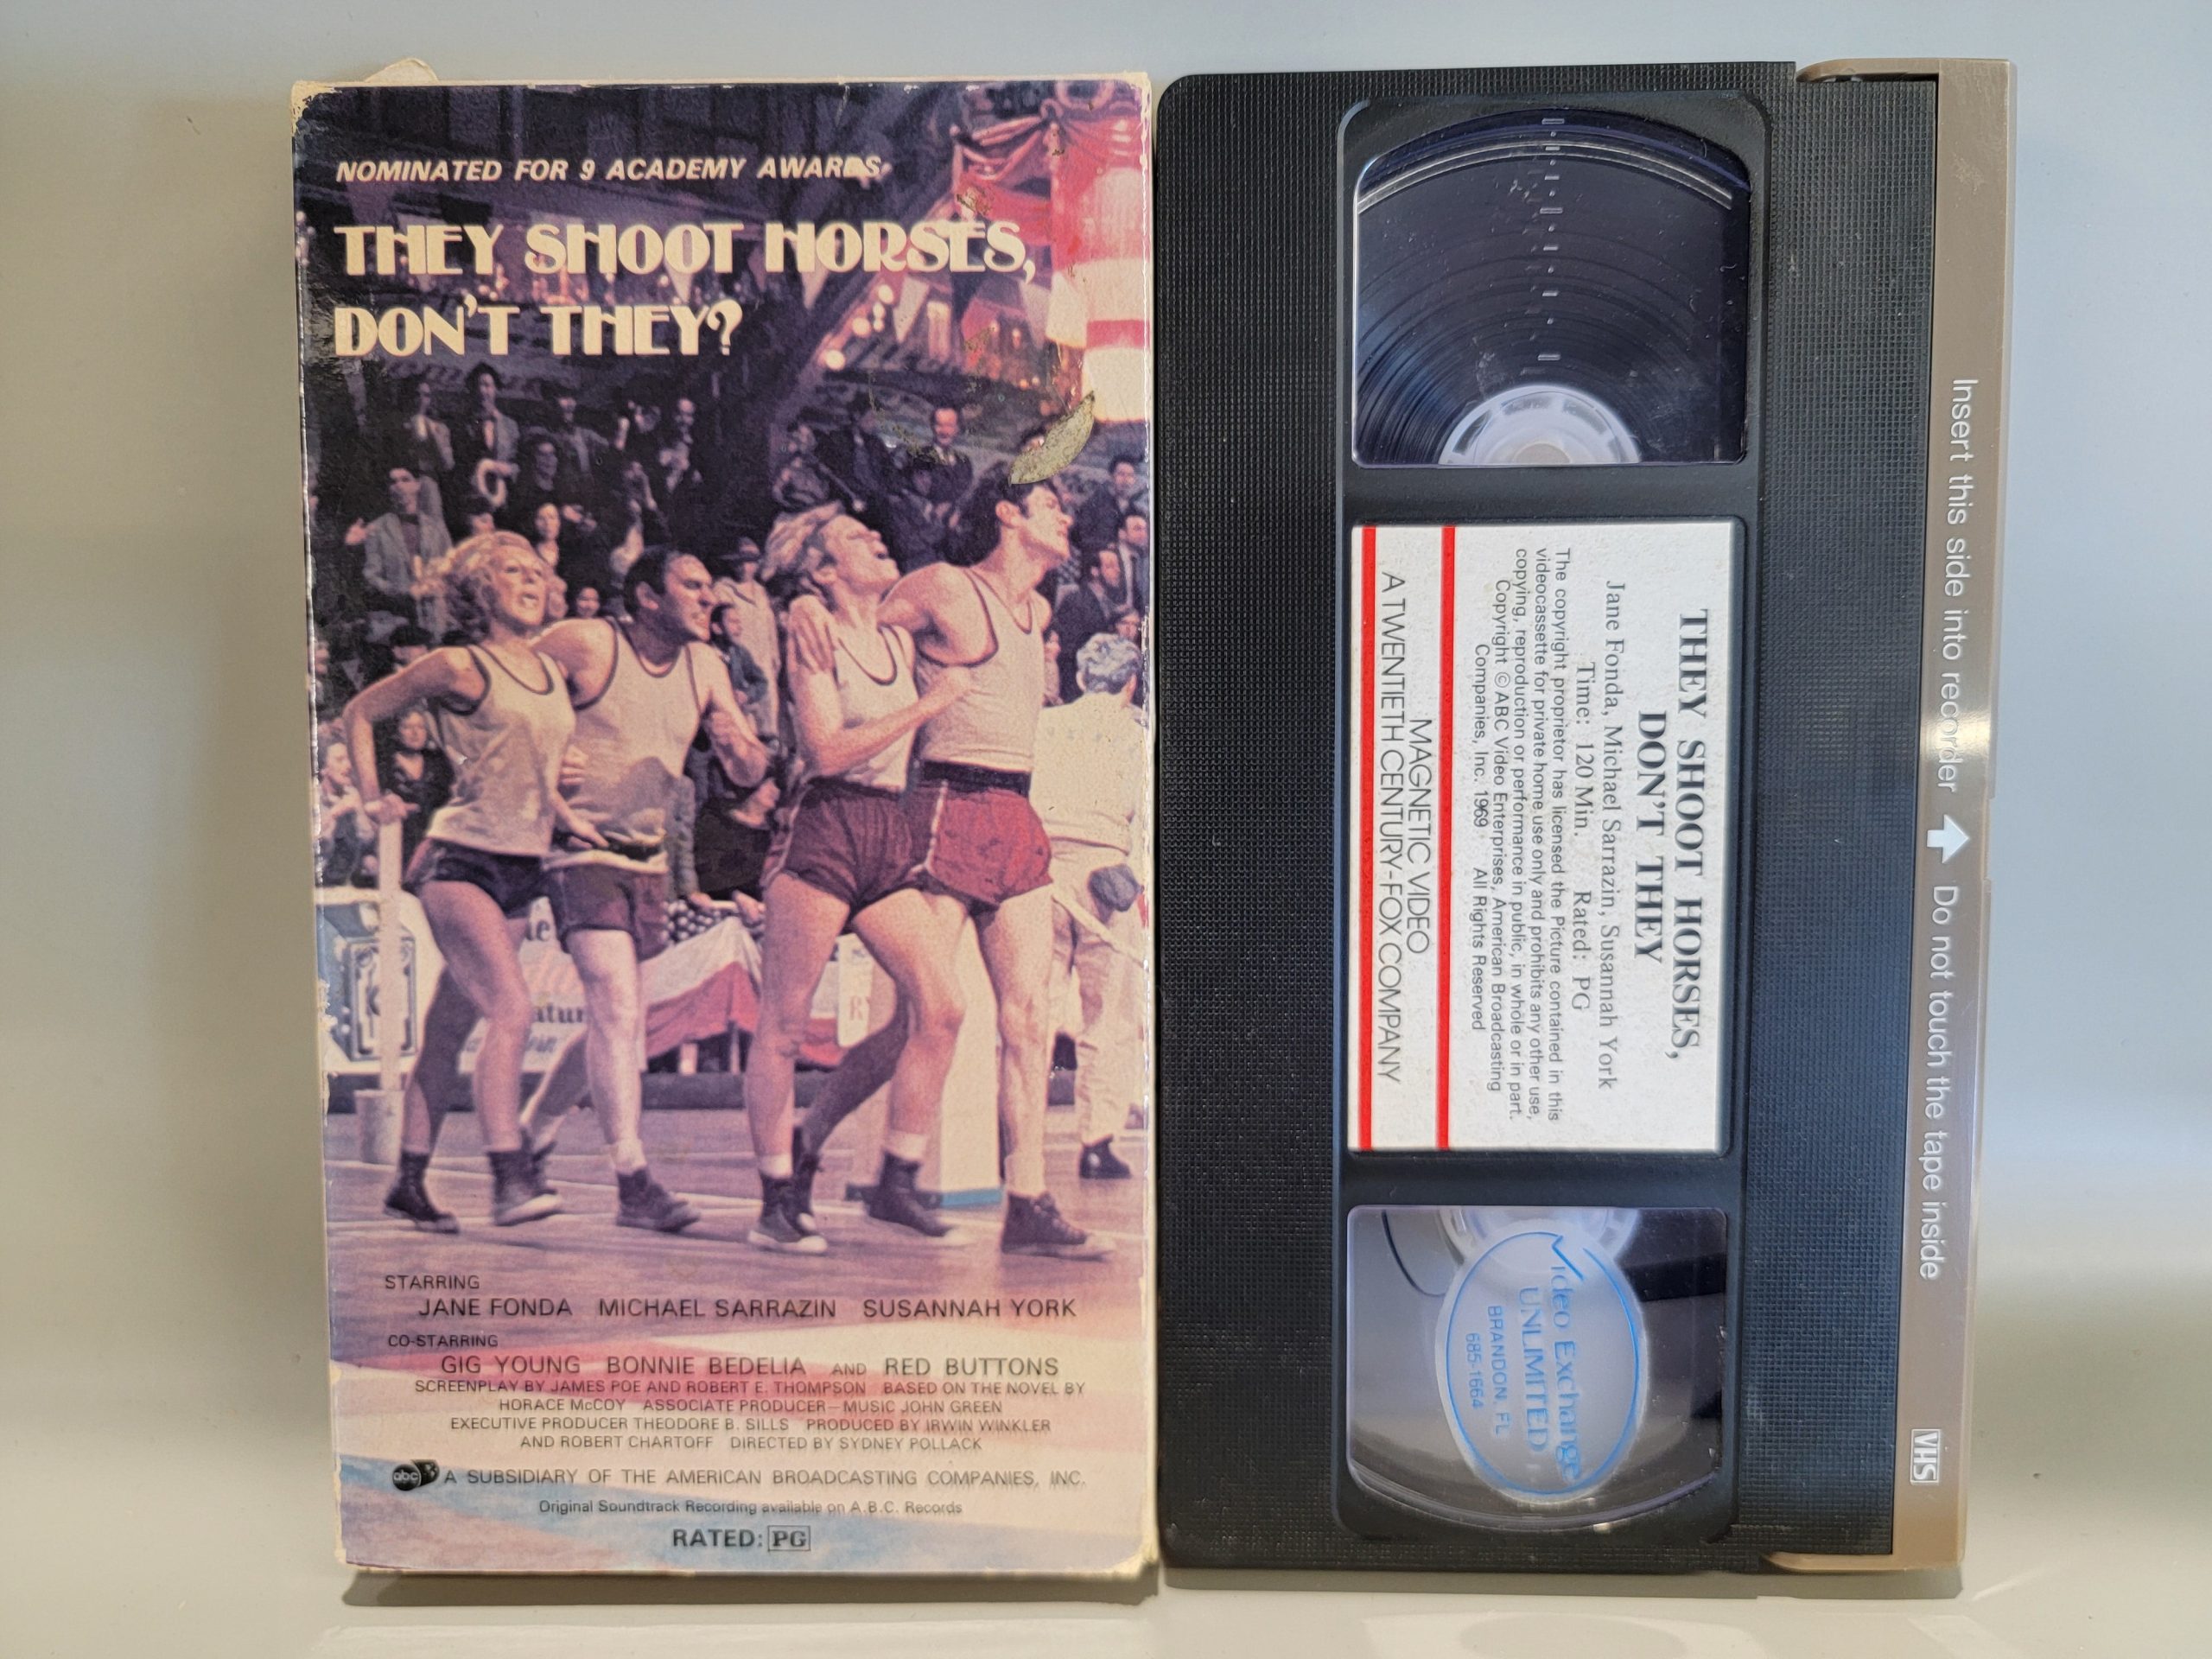 NOMINATED FOR 9 ACADEMY AWARDS
THEY SHOOT HORSES,
DON'T THEY?
STARRING
JANE FONDA MICHAEL SARRAZIN SUSANNAH YORK
CO-STARRING
GIG YOUNG BONNIE BEDELIA AND RED BUTTONS
SCREENPLAY BY JAMES POE AND ROBERT E. THOMPSON BASED ON THE NOVEL BY
HORACE McCOY ASSOCIATE PRODUCER—MUSIC JOHN GREEN
EXECUTIVE PRODUCER THEODORE B. SILLS PRODUCED BY IRWIN WINKLER
AND ROBERT CHARTOFF DIRECTED BY SYDNEY POLLACK
abc A SUBSIDIARY OF THE AMERICAN BROADCASTING COMPANIES, INC.
Original Soundtrack Recording available on A.B.C. Records
RATED: PG
THEY SHOOT HORSES,
DON'T THEY
Jane Fonda, Michael Sarrazin, Susannah York
Time: 120 Min. Rated: PG
The copyright proprietor has licensed the Picture contained in this
videocassette for private home use only and prohibits any other use,
copying, reproduction or performance in public, in whole or in part.
Copyright © ABC Video Enterprises, American Broadcasting
Companies, Inc. 1969 All Rights Reserved
MAGNETIC VIDEO
A TWENTIETH CENTURY-FOX COMPANY
Video Exchange
UNLIMITED
BRANDON, FL
685-1664
Insert this side into recorder Do not touch the tape inside
VHS